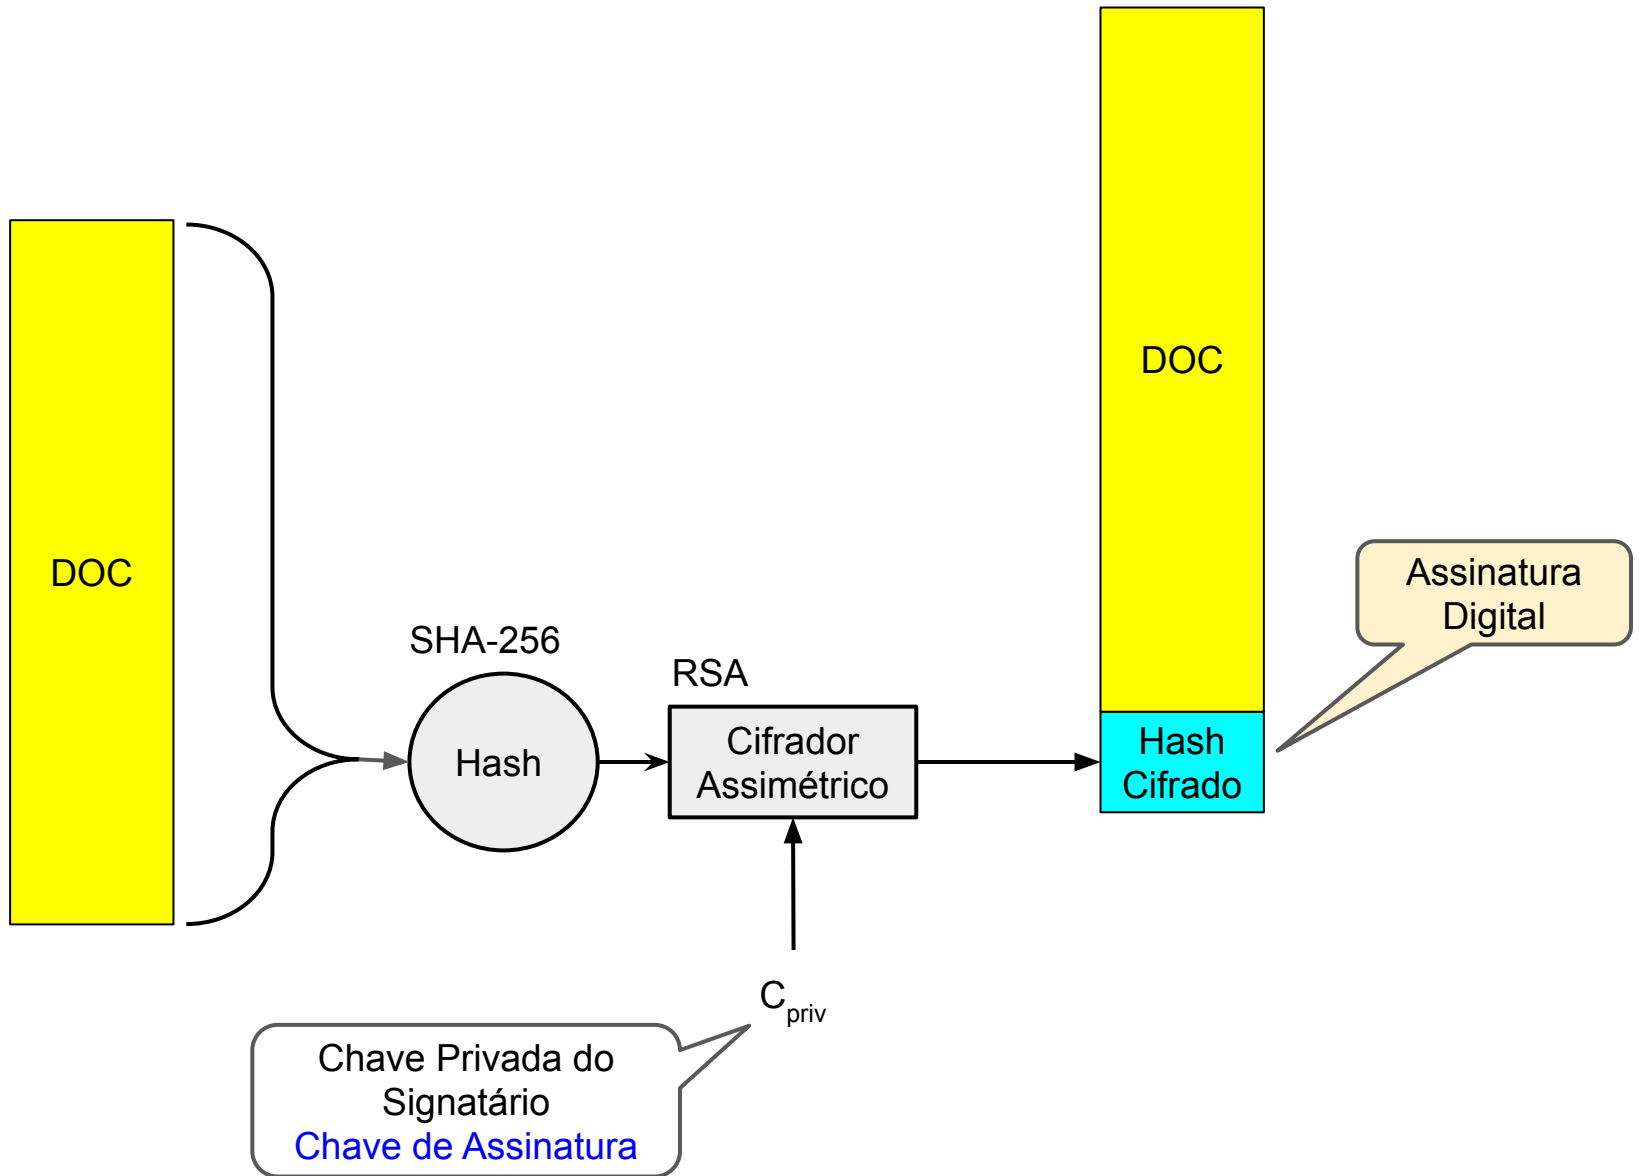 DOC
SHA-256
Hash
RSA
Cifrador
Assimétrico
C_priv
Chave Privada do
Signatário
Chave de Assinatura
DOC
Hash
Cifrado
Assinatura
Digital